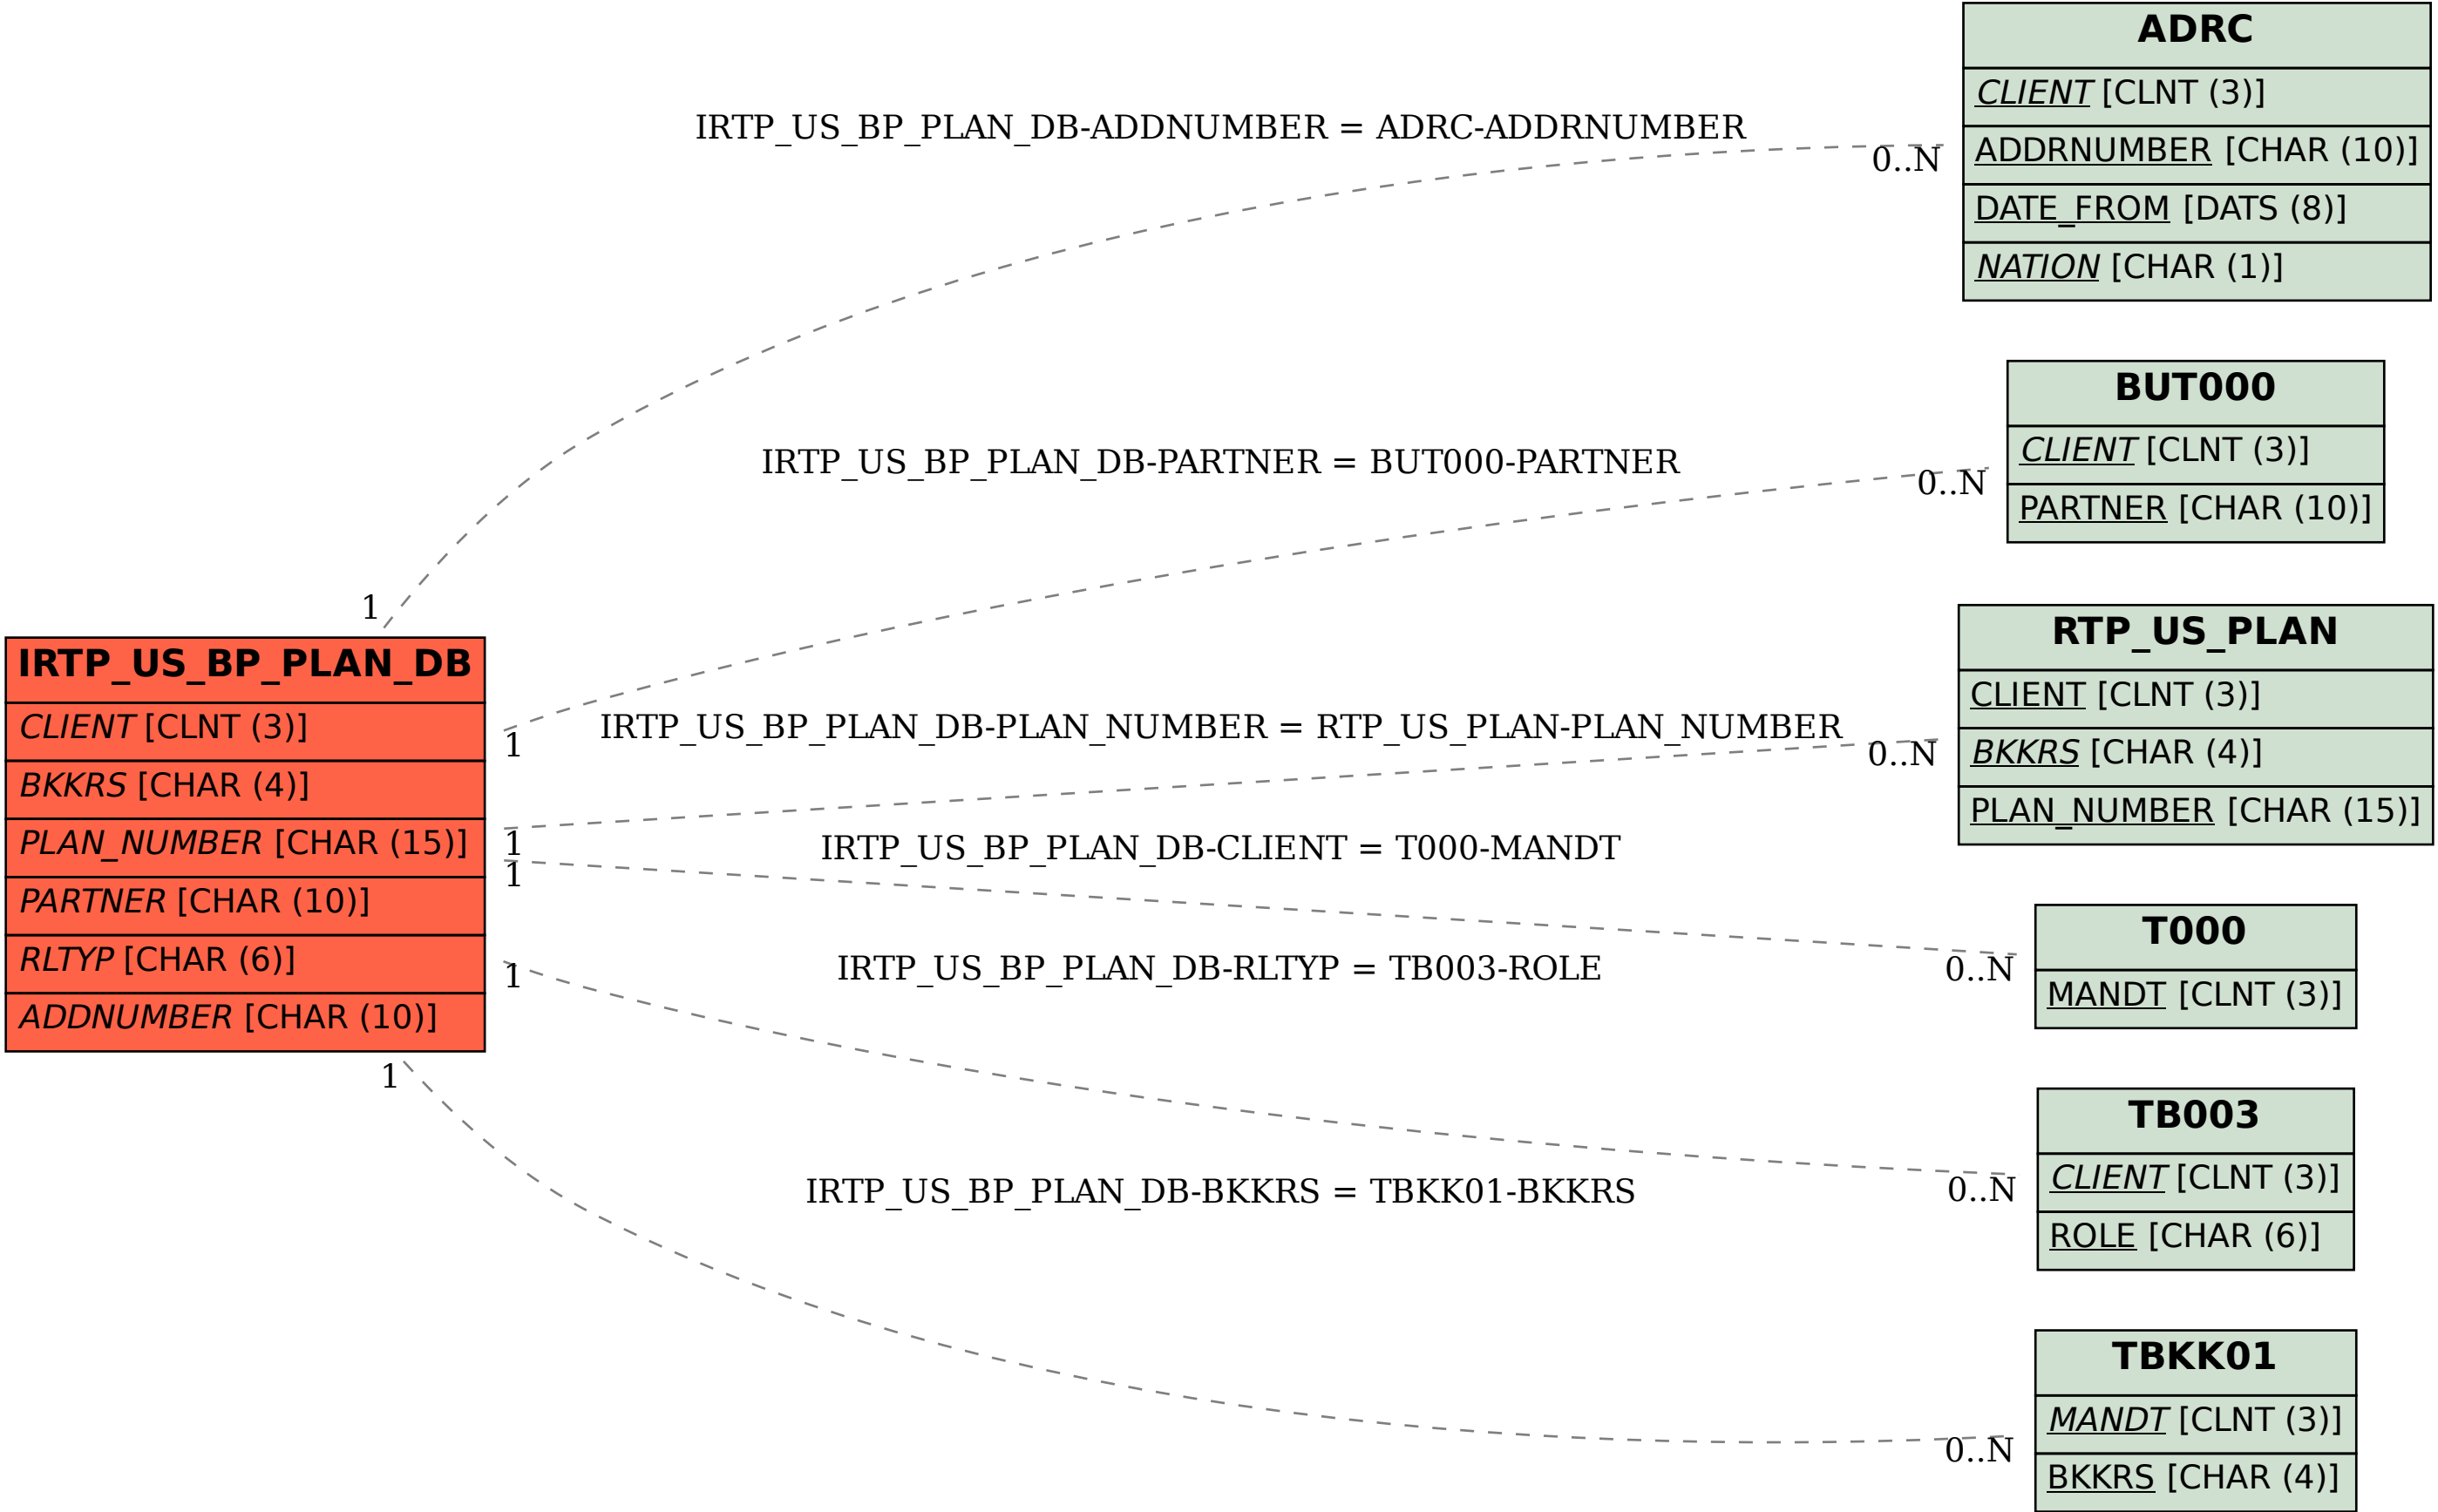 ADRC
CLIENT [CLNT (3)]
ADDRNUMBER [CHAR (10)]
DATE_FROM [DATS (8)]
NATION [CHAR (1)]
IRTP_US_BP_PLAN_DB-ADDNUMBER = ADRC-ADDRNUMBER
0..N
1
BUT000
CLIENT [CLNT (3)]
PARTNER [CHAR (10)]
IRTP_US_BP_PLAN_DB-PARTNER = BUT000-PARTNER
0..N
1
IRTP_US_BP_PLAN_DB
CLIENT [CLNT (3)]
BKKRS [CHAR (4)]
PLAN_NUMBER [CHAR (15)]
PARTNER [CHAR (10)]
RLTYP [CHAR (6)]
ADDNUMBER [CHAR (10)]
IRTP_US_BP_PLAN_DB-PLAN_NUMBER = RTP_US_PLAN-PLAN_NUMBER
0..N
1
RTP_US_PLAN
CLIENT [CLNT (3)]
BKKRS [CHAR (4)]
PLAN_NUMBER [CHAR (15)]
IRTP_US_BP_PLAN_DB-CLIENT = T000-MANDT
1
0..N
T000
MANDT [CLNT (3)]
IRTP_US_BP_PLAN_DB-RLTYP = TB003-ROLE
1
0..N
TB003
CLIENT [CLNT (3)]
ROLE [CHAR (6)]
IRTP_US_BP_PLAN_DB-BKKRS = TBKK01-BKKRS
1
0..N
TBKK01
MANDT [CLNT (3)]
BKKRS [CHAR (4)]